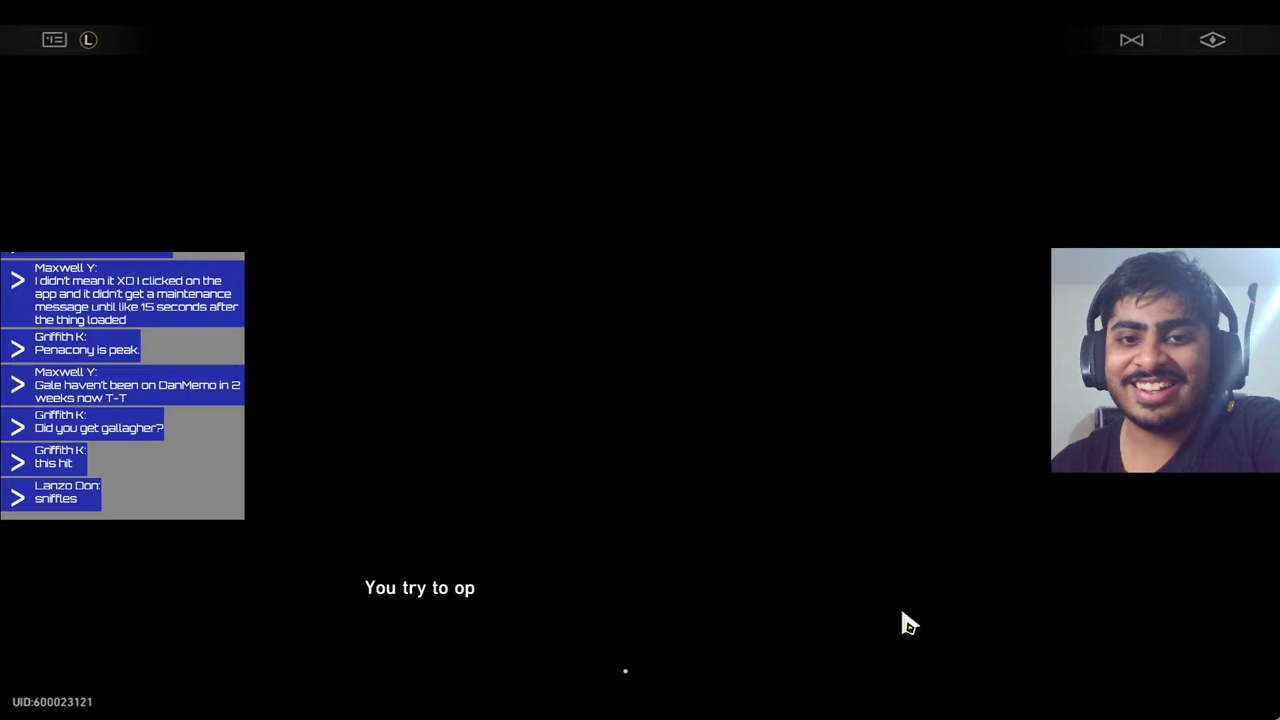 L
Maxwell Y:
I didn't mean it XD I clicked on the
app and it didn't get a maintenance
message until like 15 seconds after
the thing loaded
Griffith K:
Penacony is peak.
Maxwell Y:
Gale haven't been on DanMemo in 2
weeks now T-T
Griffith K:
Did you get gallagher?
Griffith K:
this hit
Lanzo Don:
sniffles
You try to op
UID:600023121